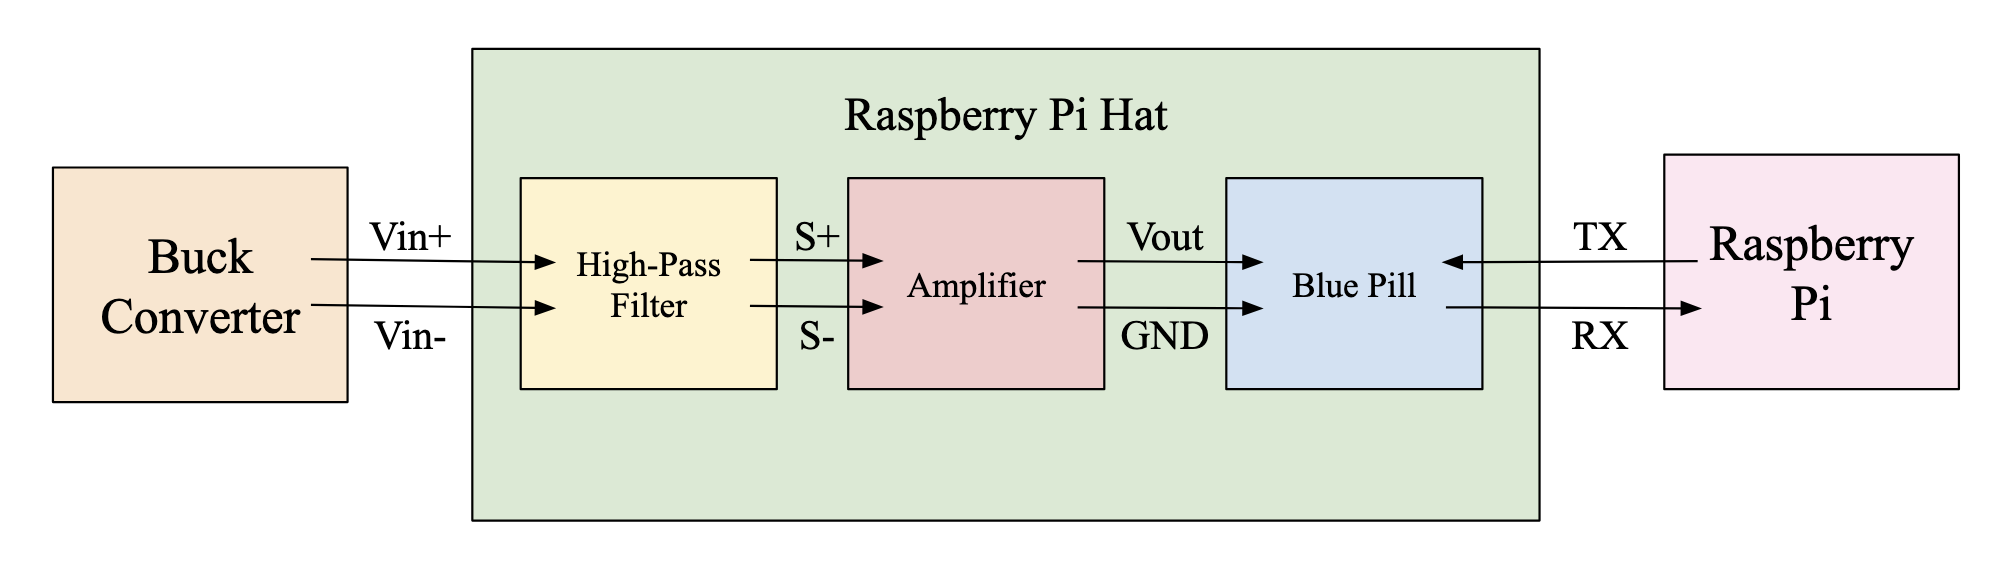 Raspberry Pi Hat
Buck
Converter
Vin+
Vin-
High-Pass
Filter
S+
S-
Amplifier
Vout
GND
Blue Pill
TX
RX
Raspberry
Pi